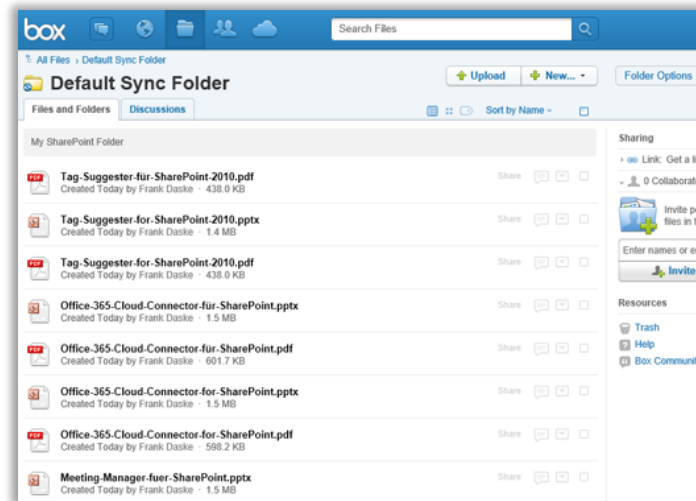 box
Search Files
All Files › Default Sync Folder
Default Sync Folder
Upload
New...
Folder Options
Files and Folders
Discussions
Sort by Name
My SharePoint Folder
Tag-Suggester-für-SharePoint-2010.pdf
Share
Created Today by Frank Daske · 438.0 KB
Tag-Suggester-for-SharePoint-2010.pptx
Share
Created Today by Frank Daske · 1.4 MB
Tag-Suggester-for-SharePoint-2010.pdf
Share
Created Today by Frank Daske · 438.0 KB
Office-365-Cloud-Connector-für-SharePoint.pptx
Share
Created Today by Frank Daske · 1.5 MB
Office-365-Cloud-Connector-für-SharePoint.pdf
Share
Created Today by Frank Daske · 601.7 KB
Office-365-Cloud-Connector-for-SharePoint.pptx
Share
Created Today by Frank Daske · 1.5 MB
Office-365-Cloud-Connector-for-SharePoint.pdf
Share
Created Today by Frank Daske · 598.2 KB
Meeting-Manager-fuer-SharePoint.pptx
Share
Created Today by Frank Daske · 1.5 MB
Sharing
Link: Get a li
0 Collaborat
Invite p
files in t
Enter names or e
Invite
Resources
Trash
Help
Box Communit